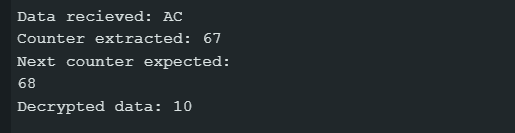 Data recieved: AC
Counter extracted: 67
Next counter expected:
68
Decrypted data: 10